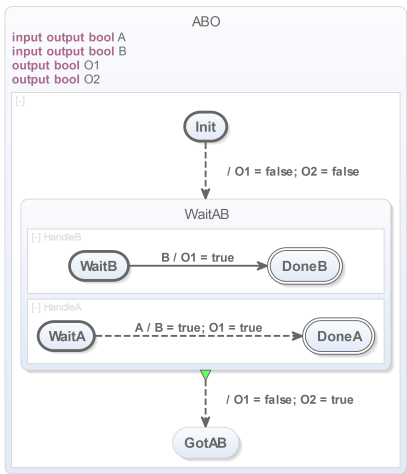 ABO
input output bool A
input output bool B
output bool O1
output bool O2
[-]
Init
/ O1 = false; O2 = false
WaitAB
[-] HandleB
WaitB
B / O1 = true
DoneB
[-] HandleA
WaitA
A / B = true; O1 = true
DoneA
/ O1 = false; O2 = true
GotAB